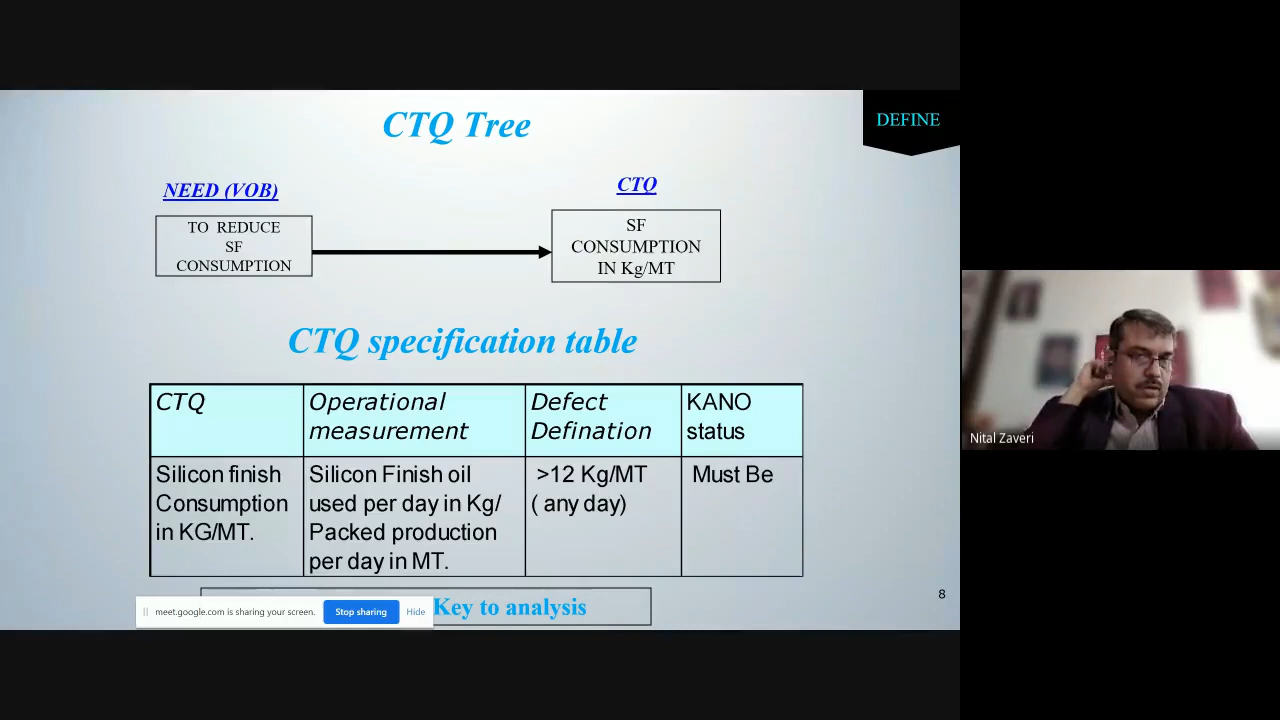 CTQ Tree
DEFINE
NEED (VOB)
CTQ
TO REDUCE
SF
CONSUMPTION
SF
CONSUMPTION
IN Kg/MT
CTQ specification table
CTQ
Operational
measurement
Defect
Defination
KANO
status
Silicon finish
Consumption
in KG/MT.
Silicon Finish oil
used per day in Kg/
Packed production
per day in MT.
>12 Kg/MT
( any day)
Must Be
Key to analysis
8
meet.google.com is sharing your screen.
Stop sharing
Hide
Nital Zaveri